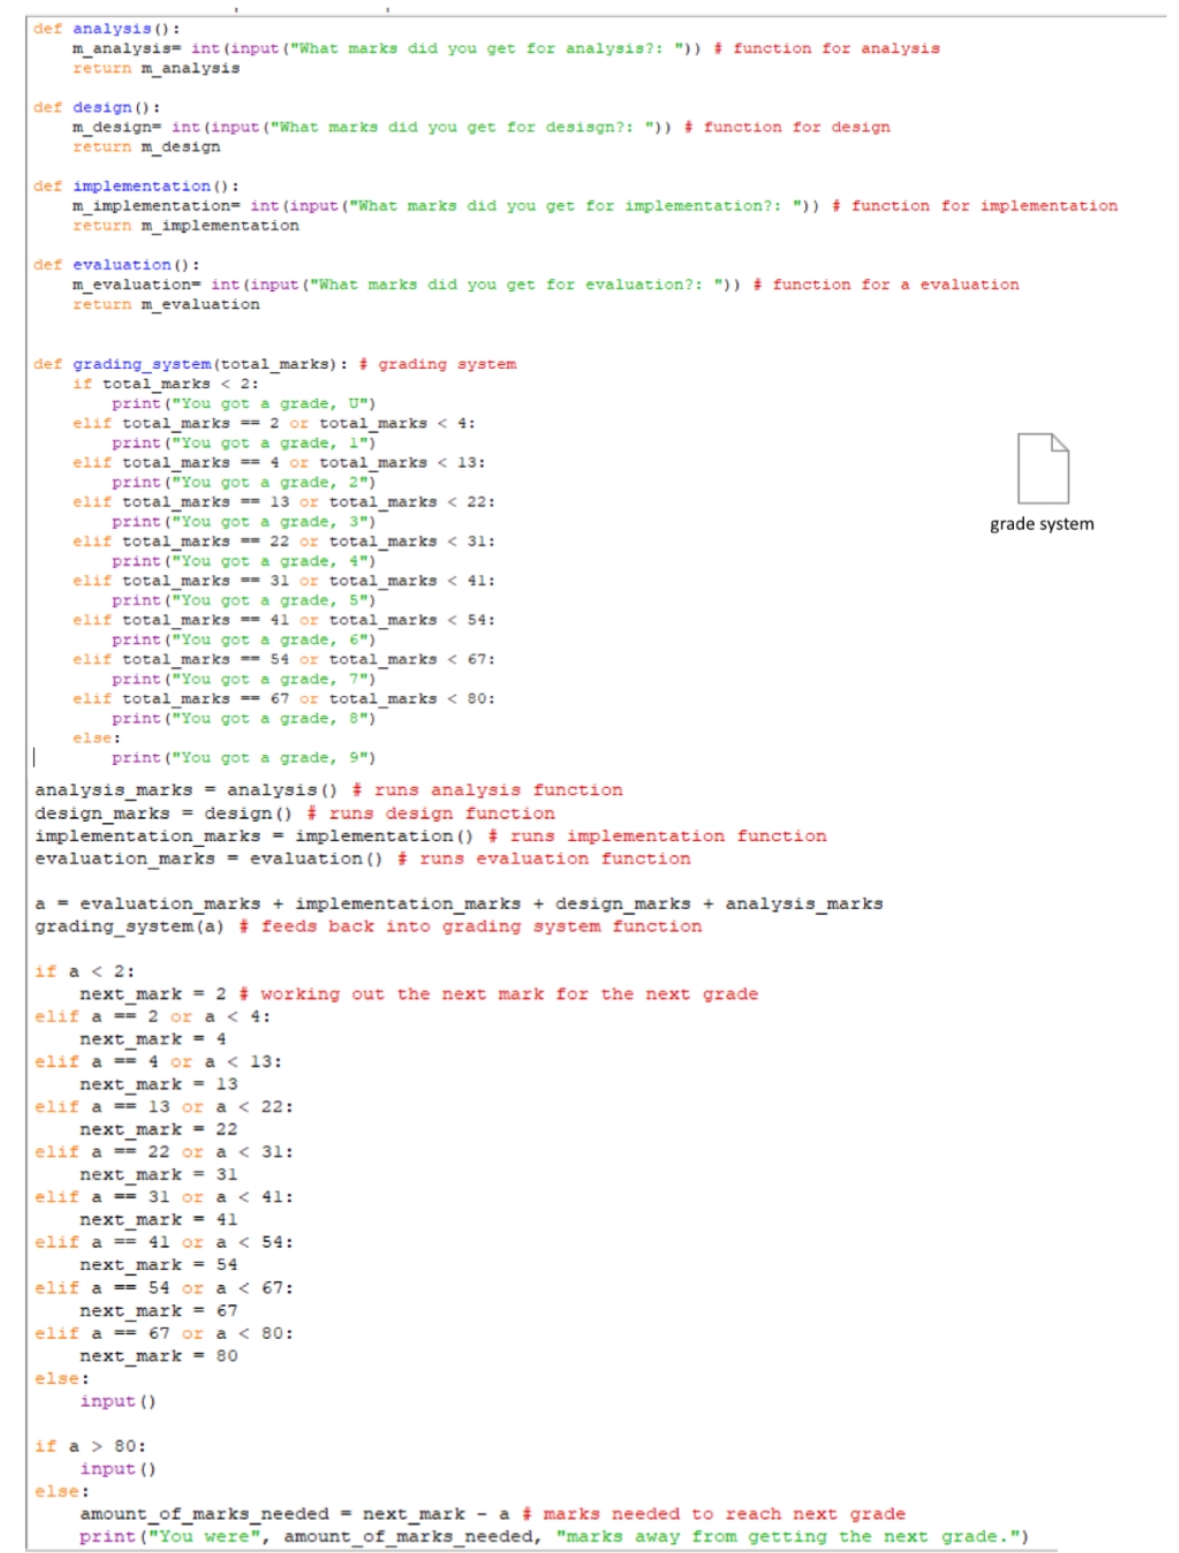 def analysis():
    m_analysis= int(input("What marks did you get for analysis?: ")) # function for analysis
    return m_analysis

def design():
    m_design= int(input("What marks did you get for desisgn?: ")) # function for design
    return m_design

def implementation():
    m_implementation= int(input("What marks did you get for implementation?: ")) # function for implementation
    return m_implementation

def evaluation():
    m_evaluation= int(input("What marks did you get for evaluation?: ")) # function for a evaluation
    return m_evaluation


def grading_system(total_marks): # grading system
    if total_marks < 2:
        print("You got a grade, U")
    elif total_marks == 2 or total_marks < 4:
        print("You got a grade, 1")
    elif total_marks == 4 or total_marks < 13:
        print("You got a grade, 2")
    elif total_marks == 13 or total_marks < 22:
        print("You got a grade, 3")
    elif total_marks == 22 or total_marks < 31:
        print("You got a grade, 4")
    elif total_marks == 31 or total_marks < 41:
        print("You got a grade, 5")
    elif total_marks == 41 or total_marks < 54:
        print("You got a grade, 6")
    elif total_marks == 54 or total_marks < 67:
        print("You got a grade, 7")
    elif total_marks == 67 or total_marks < 80:
        print("You got a grade, 8")
    else:
        print("You got a grade, 9")
grade system
analysis_marks = analysis() # runs analysis function
design_marks = design() # runs design function
implementation_marks = implementation() # runs implementation function
evaluation_marks = evaluation() # runs evaluation function

a = evaluation_marks + implementation_marks + design_marks + analysis_marks
grading_system(a) # feeds back into grading system function

if a < 2:
    next_mark = 2 # working out the next mark for the next grade
elif a == 2 or a < 4:
    next_mark = 4
elif a == 4 or a < 13:
    next_mark = 13
elif a == 13 or a < 22:
    next_mark = 22
elif a == 22 or a < 31:
    next_mark = 31
elif a == 31 or a < 41:
    next_mark = 41
elif a == 41 or a < 54:
    next_mark = 54
elif a == 54 or a < 67:
    next_mark = 67
elif a == 67 or a < 80:
    next_mark = 80
else:
    input()

if a > 80:
    input()
else:
    amount_of_marks_needed = next_mark - a # marks needed to reach next grade
    print("You were", amount_of_marks_needed, "marks away from getting the next grade.")